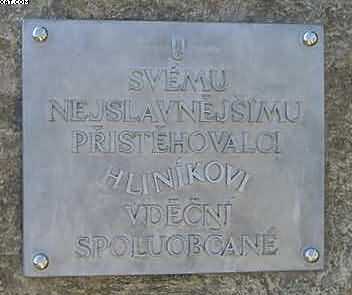 U
SVÉMU
NEJSLAVNĚJŠÍMU
PŘISTĚHOVALCI
HLINÍKOVI
VDĚČNÍ
SPOLUOBČANÉ